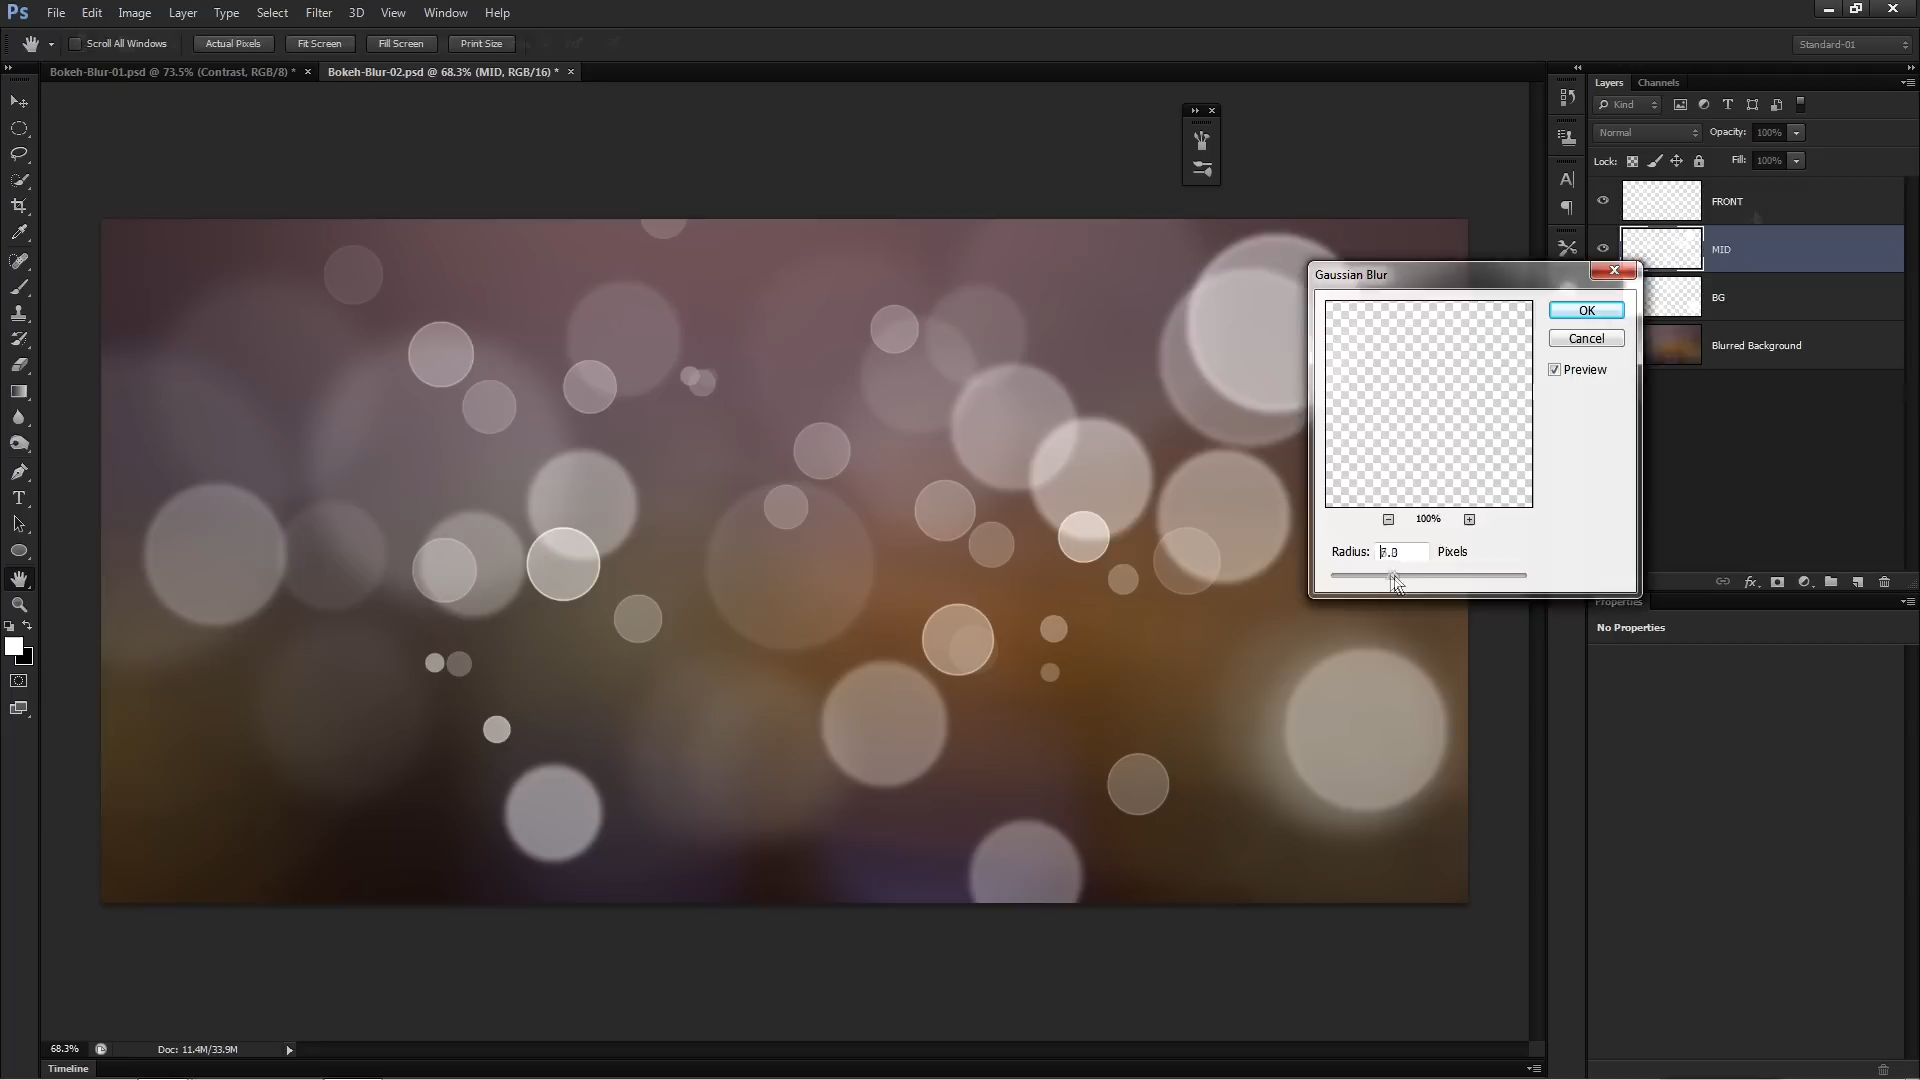 Ps File Edit Image Layer Type Select Filter 3D View Window Help
Scroll All Windows Actual Pixels Fit Screen Fill Screen Print Size Standard-01
Bokeh-Blur-01.psd @ 73.5% (Contrast, RGB/8) * × Bokeh-Blur-02.psd @ 68.3% (MID, RGB/16) * ×
Layers Channels
Kind
Normal Opacity: 100%
Lock: Fill: 100%
FRONT
MID
BG
Blurred Background
Gaussian Blur
OK
Cancel
Preview
100%
Radius: Pixels
Properties
No Properties
68.3% Doc: 11.4M/33.9M
Timeline